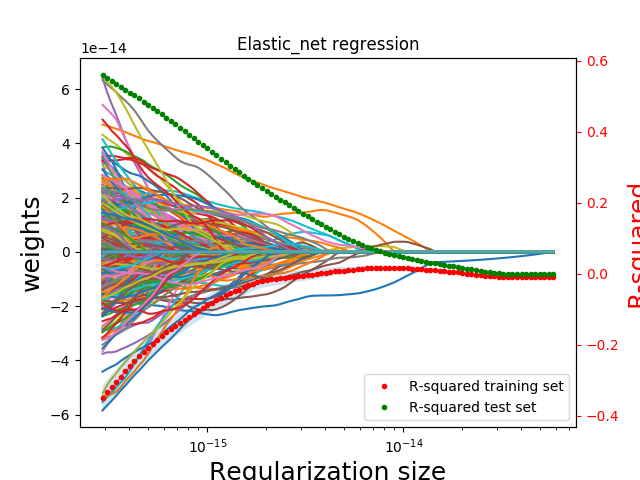 Elastic_net regression
1e−14
6
4
2
0
−2
−4
−6
weights
0.6
0.4
0.2
0.0
−0.2
−0.4
R-squared
R-squared training set
R-squared test set
10−15
10−14
Regularization size